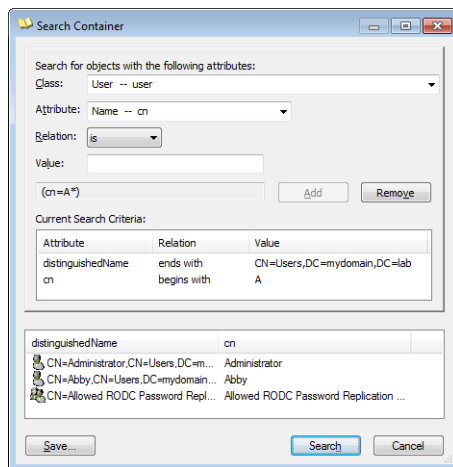 Search Container
Search for objects with the following attributes:
Class: User -- user
Attribute: Name -- cn
Relation: is
Value:
(cn=A*) Add Remove
Current Search Criteria:
Attribute Relation Value
distinguishedName ends with CN=Users,DC=mydomain,DC=lab
cn begins with A
distinguishedName cn
CN=Administrator,CN=Users,DC=m... Administrator
CN=Abby,CN=Users,DC=mydomain... Abby
CN=Allowed RODC Password Repl... Allowed RODC Password Replication ...
Save... Search Cancel